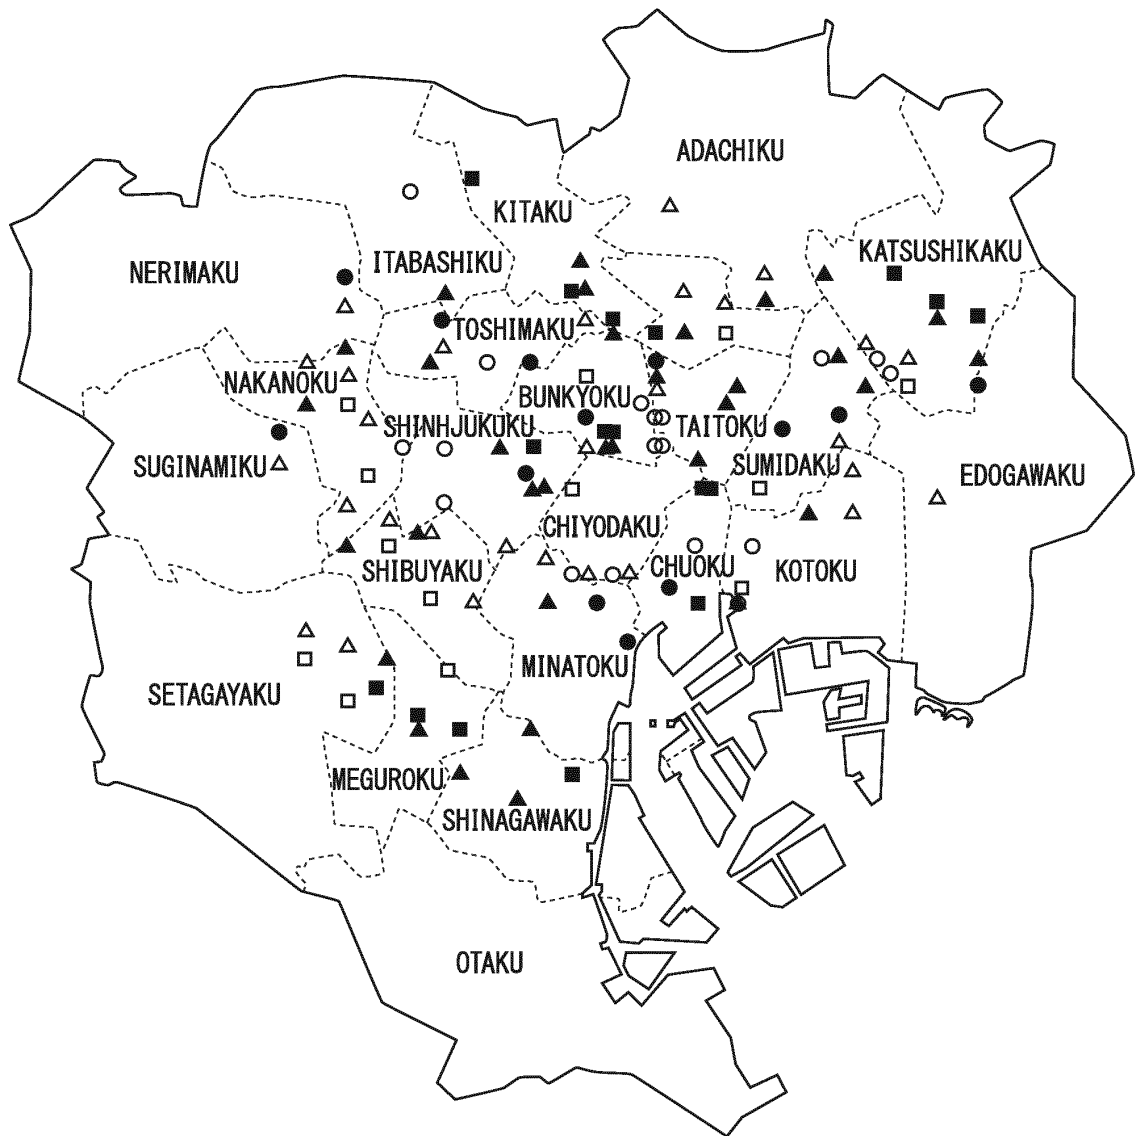 ADACHIKU
KITAKU
KATSUSHIKAKU
ITABASHIKU
NERIMAKU
TOSHIMAKU
NAKANOKU
BUNKYOKU
SHINHJUKUKU
TAITOKU
SUGINAMIKU
SUMIDAKU
EDOGAWAKU
CHIYODAKU
SHIBUYAKU
CHUOKU
KOTOKU
MINATOKU
SETAGAYAKU
MEGUROKU
SHINAGAWAKU
OTAKU